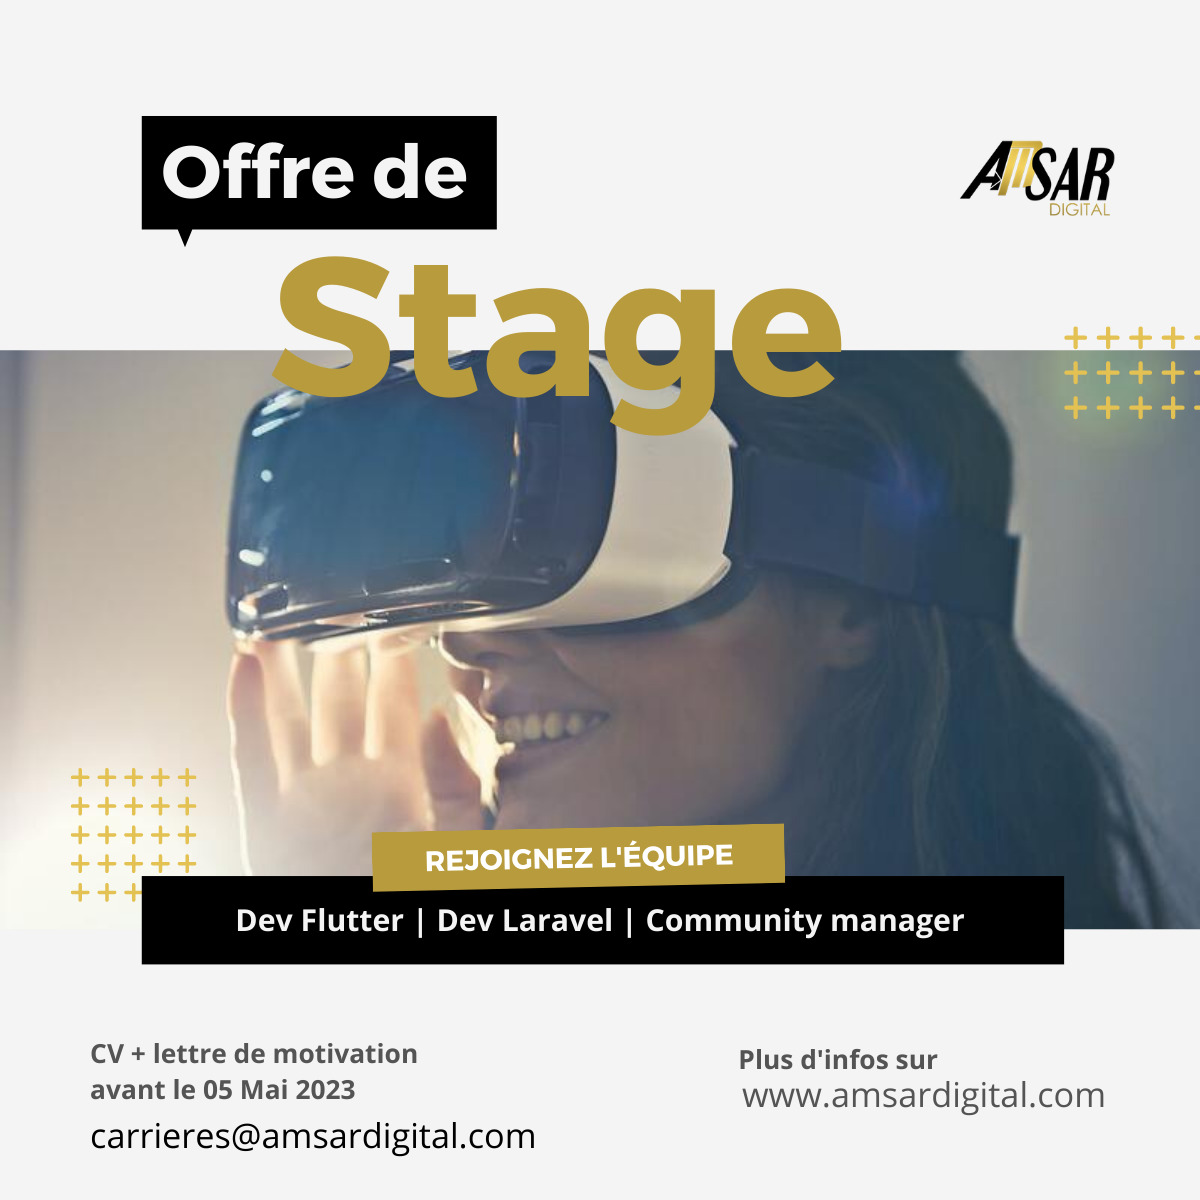 Offre de
AMSAR
DIGITAL
Stage
REJOIGNEZ L'ÉQUIPE
Dev Flutter | Dev Laravel | Community manager
CV + lettre de motivation
avant le 05 Mai 2023
carrieres@amsardigital.com
Plus d'infos sur
www.amsardigital.com